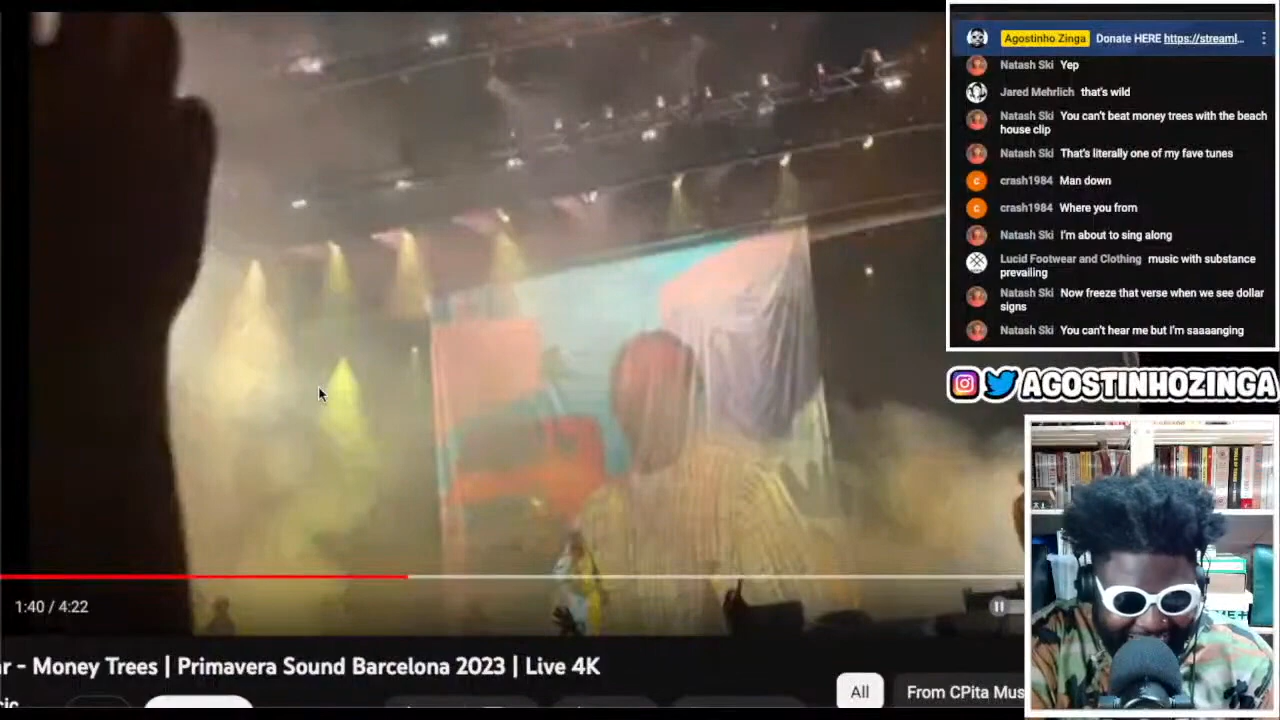 Agostinho Zinga Donate HERE https://streaml...
Natash Ski Yep
Jared Mehrlich that's wild
Natash Ski You can't beat money trees with the beach
house clip
Natash Ski That's literally one of my fave tunes
crash1984 Man down
crash1984 Where you from
Natash Ski I'm about to sing along
Lucid Footwear and Clothing music with substance
prevailing
Natash Ski Now freeze that verse when we see dollar
signs
Natash Ski You can't hear me but I'm saaaanging
AGOSTINHOZINGA
1:40 / 4:22
r - Money Trees | Primavera Sound Barcelona 2023 | Live 4K
All
From CPita Mus